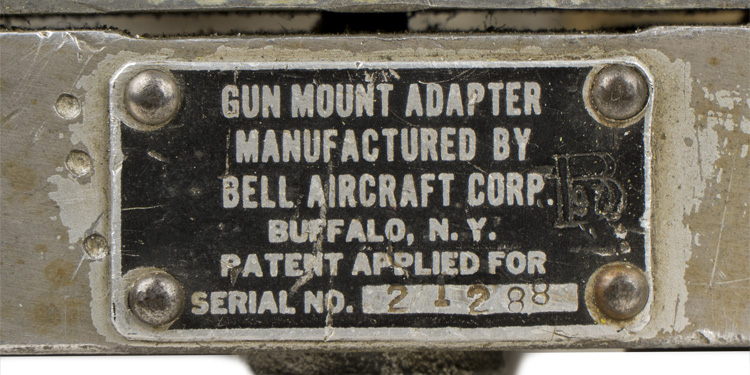 GUN MOUNT ADAPTER
MANUFACTURED BY
BELL AIRCRAFT CORP.
BUFFALO, N. Y.
PATENT APPLIED FOR
SERIAL NO. 21288